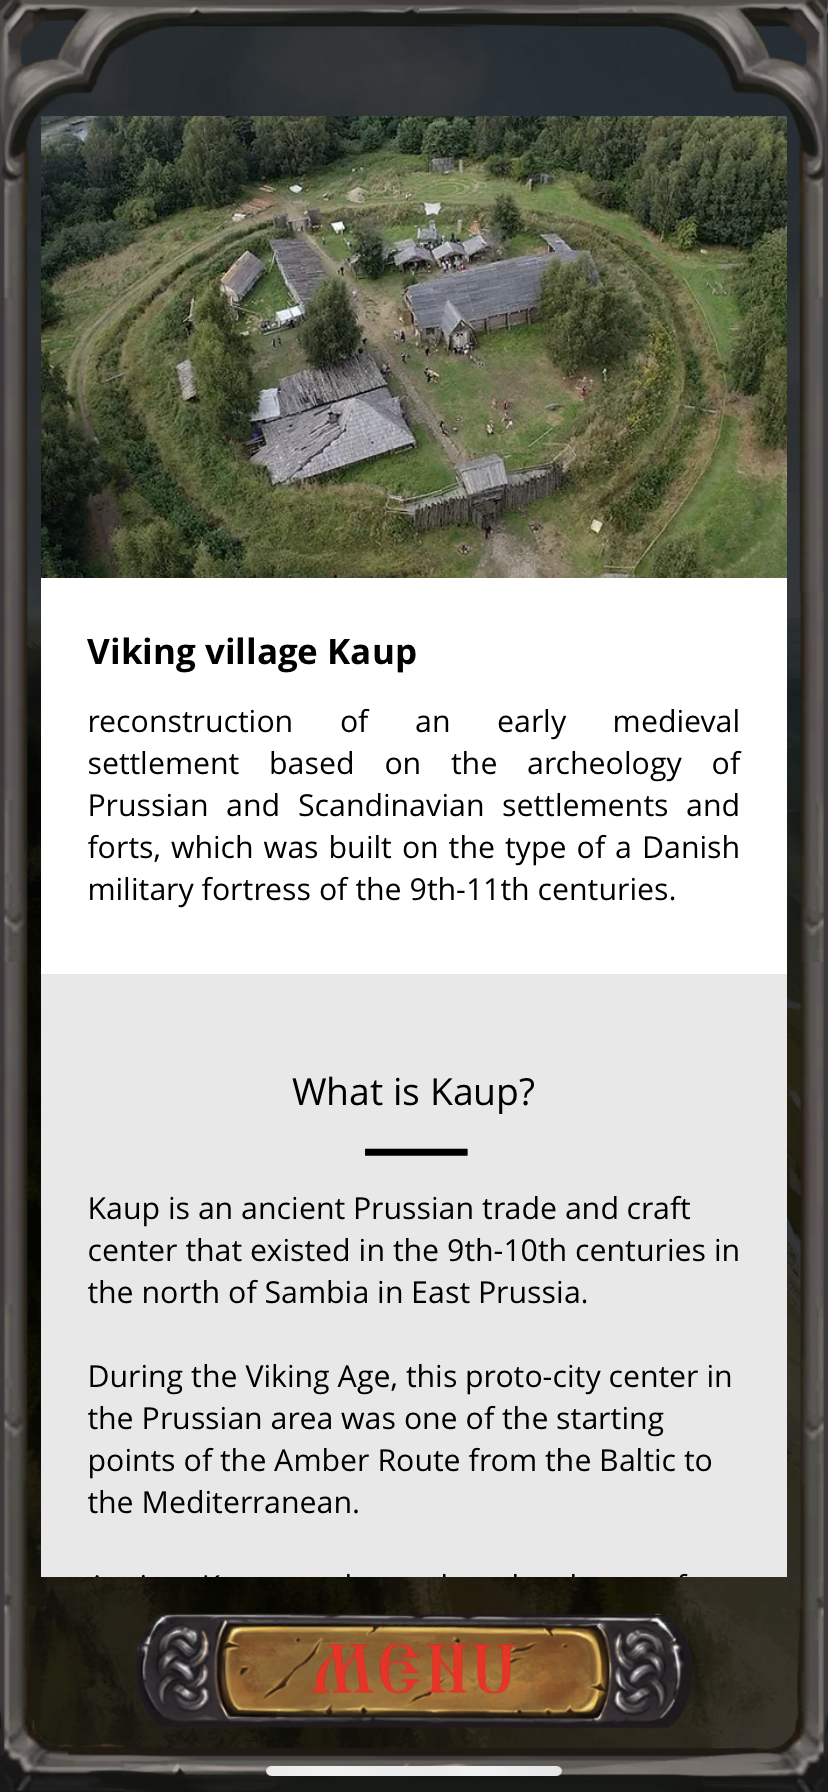 Viking village Kaup
reconstruction of an early medieval
settlement based on the archeology of
Prussian and Scandinavian settlements and
forts, which was built on the type of a Danish
military fortress of the 9th-11th centuries.
What is Kaup?
Kaup is an ancient Prussian trade and craft
center that existed in the 9th-10th centuries in
the north of Sambia in East Prussia.
During the Viking Age, this proto-city center in
the Prussian area was one of the starting
points of the Amber Route from the Baltic to
the Mediterranean.
MENU